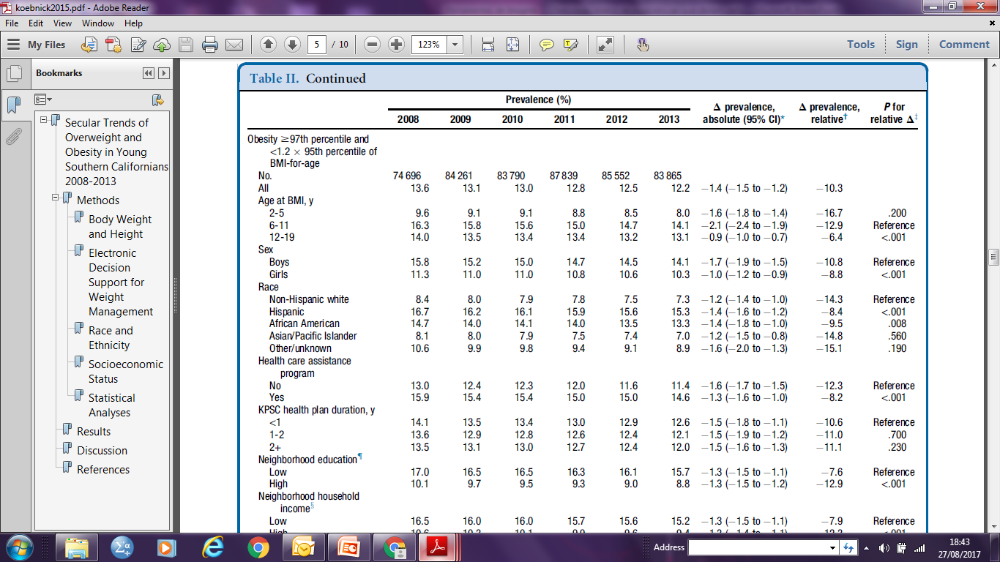 koebnick2015.pdf - Adobe Reader
File Edit View Window Help
My Files 5 / 10 123% Tools Sign Comment
Bookmarks
Secular Trends of
Overweight and
Obesity in Young
Southern Californians
2008-2013
Methods
Body Weight
and Height
Electronic
Decision
Support for
Weight
Management
Race and
Ethnicity
Socioeconomic
Status
Statistical
Analyses
Results
Discussion
References
Table II. Continued
Prevalence (%)
2008 2009 2010 2011 2012 2013 Δ prevalence, absolute (95% CI)* Δ prevalence, relative† P for relative Δ‡
Obesity ≥97th percentile and
<1.2 × 95th percentile of
BMI-for-age
No. 74 696 84 261 83 790 87 839 85 552 83 865
All 13.6 13.1 13.0 12.8 12.5 12.2 −1.4 (−1.5 to −1.2) −10.3
Age at BMI, y
2-5 9.6 9.1 9.1 8.8 8.5 8.0 −1.6 (−1.8 to −1.4) −16.7 .200
6-11 16.3 15.8 15.6 15.0 14.7 14.1 −2.1 (−2.4 to −1.9) −12.9 Reference
12-19 14.0 13.5 13.4 13.4 13.2 13.1 −0.9 (−1.0 to −0.7) −6.4 <.001
Sex
Boys 15.8 15.2 15.0 14.7 14.5 14.1 −1.7 (−1.9 to −1.5) −10.8 Reference
Girls 11.3 11.0 11.0 10.8 10.6 10.3 −1.0 (−1.2 to −0.9) −8.8 <.001
Race
Non-Hispanic white 8.4 8.0 7.9 7.8 7.5 7.3 −1.2 (−1.4 to −1.0) −14.3 Reference
Hispanic 16.7 16.2 16.1 15.9 15.6 15.3 −1.4 (−1.6 to −1.2) −8.4 <.001
African American 14.7 14.0 14.1 14.0 13.5 13.3 −1.4 (−1.8 to −1.0) −9.5 .008
Asian/Pacific Islander 8.1 8.0 7.9 7.5 7.4 7.0 −1.2 (−1.5 to −0.8) −14.8 .560
Other/unknown 10.6 9.9 9.8 9.4 9.1 8.9 −1.6 (−2.0 to −1.3) −15.1 .190
Health care assistance
program
No 13.0 12.4 12.3 12.0 11.6 11.4 −1.6 (−1.7 to −1.5) −12.3 Reference
Yes 15.9 15.4 15.4 15.0 15.0 14.6 −1.3 (−1.6 to −1.0) −8.2 <.001
KPSC health plan duration, y
<1 14.1 13.5 13.4 13.0 12.9 12.6 −1.5 (−1.8 to −1.1) −10.6 Reference
1-2 13.6 12.9 12.8 12.6 12.4 12.1 −1.5 (−1.9 to −1.2) −11.0 .700
2+ 13.5 13.1 13.0 12.7 12.4 12.0 −1.5 (−1.6 to −1.3) −11.1 .230
Neighborhood education¶
Low 17.0 16.5 16.5 16.3 16.1 15.7 −1.3 (−1.5 to −1.1) −7.6 Reference
High 10.1 9.7 9.5 9.3 9.0 8.8 −1.3 (−1.5 to −1.2) −12.9 <.001
Neighborhood household
income§
Low 16.5 16.0 16.0 15.7 15.6 15.2 −1.3 (−1.5 to −1.1) −7.9 Reference
Address
18:43
27/08/2017